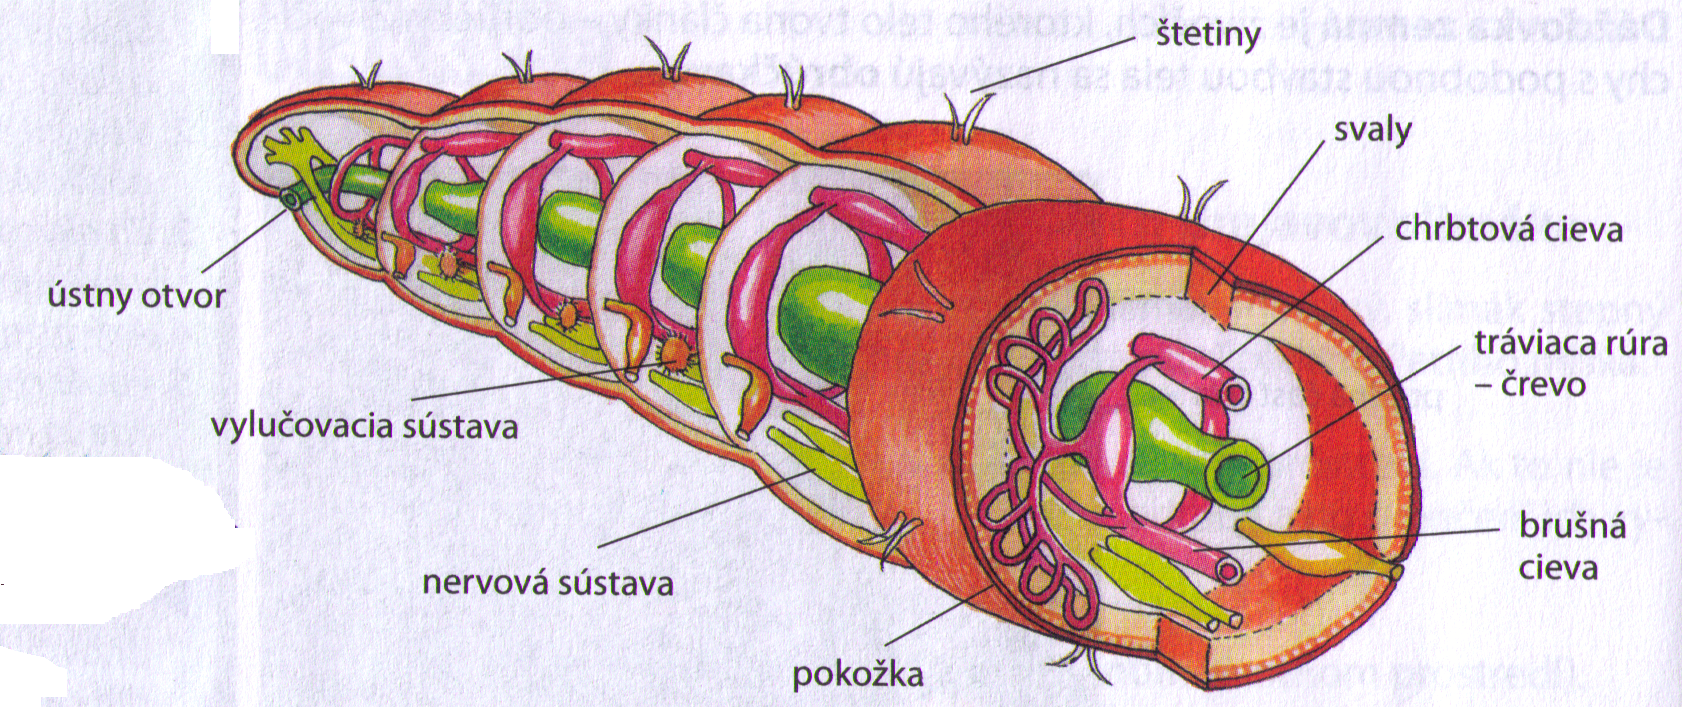 štetiny
svaly
chrbtová cieva
ústny otvor
tráviaca rúra
– črevo
vylučovacia sústava
brušná
cieva
nervová sústava
pokožka